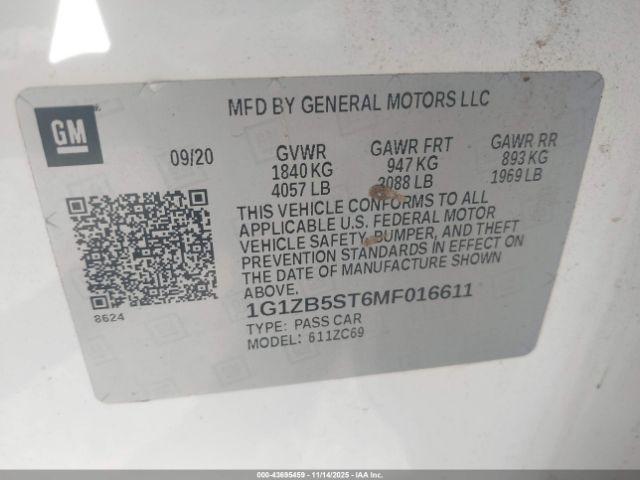 GM
MFD BY GENERAL MOTORS LLC
09/20
GVWR
1840 KG
4057 LB
GAWR FRT
947 KG
2088 LB
GAWR RR
893 KG
1969 LB
THIS VEHICLE CONFORMS TO ALL
APPLICABLE U.S. FEDERAL MOTOR
VEHICLE SAFETY, BUMPER, AND THEFT
PREVENTION STANDARDS IN EFFECT ON
THE DATE OF MANUFACTURE SHOWN
ABOVE.
8624
1G1ZB5ST6MF016611
TYPE: PASS CAR
MODEL: 611ZC69
000-43695459 - 11/14/2025 - IAAI.COM